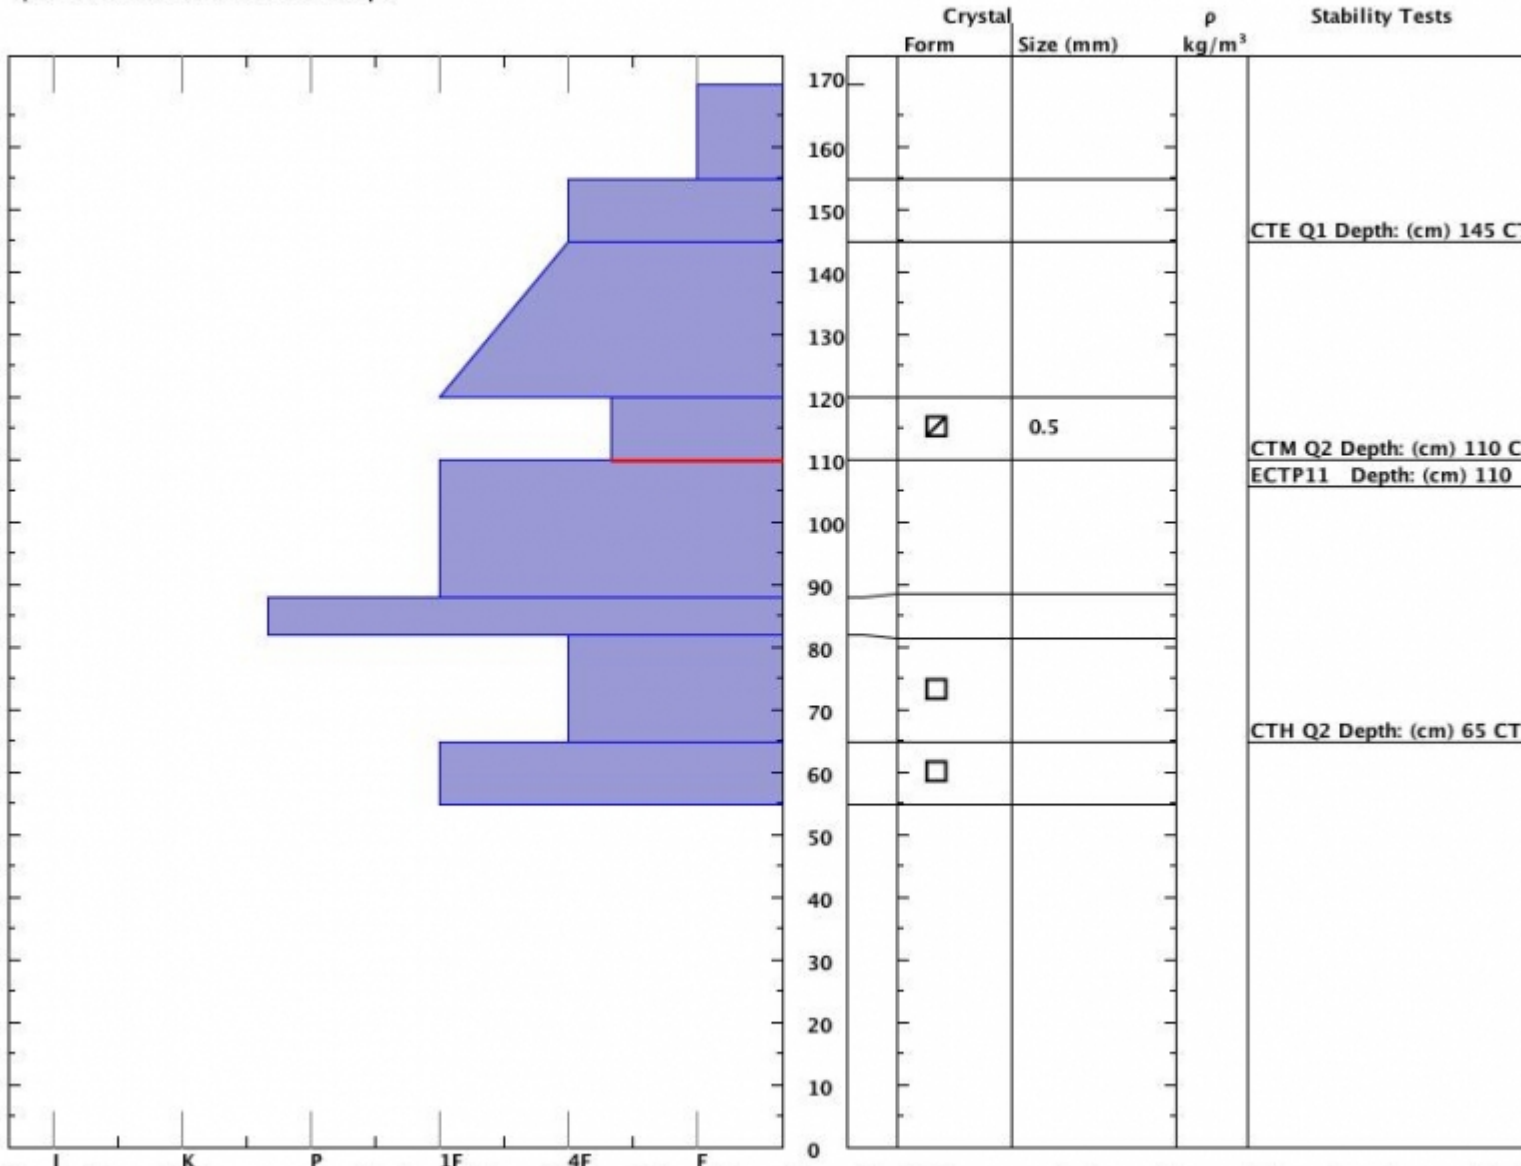 Crystal ρ Stability Tests
Form Size (mm) kg/m³
170
160
150
CTE Q1 Depth: (cm) 145 CT
140
130
120
0.5
CTM Q2 Depth: (cm) 110 C
110
ECTP11 Depth: (cm) 110
100
90
80
70
CTH Q2 Depth: (cm) 65 CT
60
50
40
30
20
10
0
I K P 1F 4F F